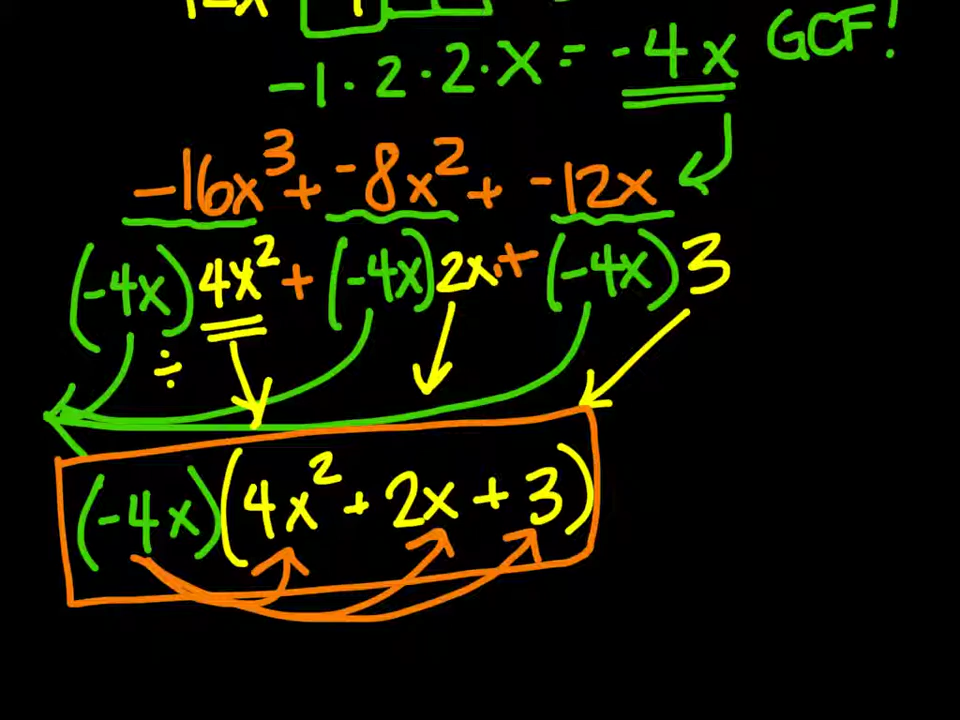 -1 · 2 · 2 · x = -4x GCF!
-16x³ + -8x² + -12x
(-4x) 4x² + (-4x) 2x + (-4x) 3
÷
(-4x)(4x² + 2x + 3)